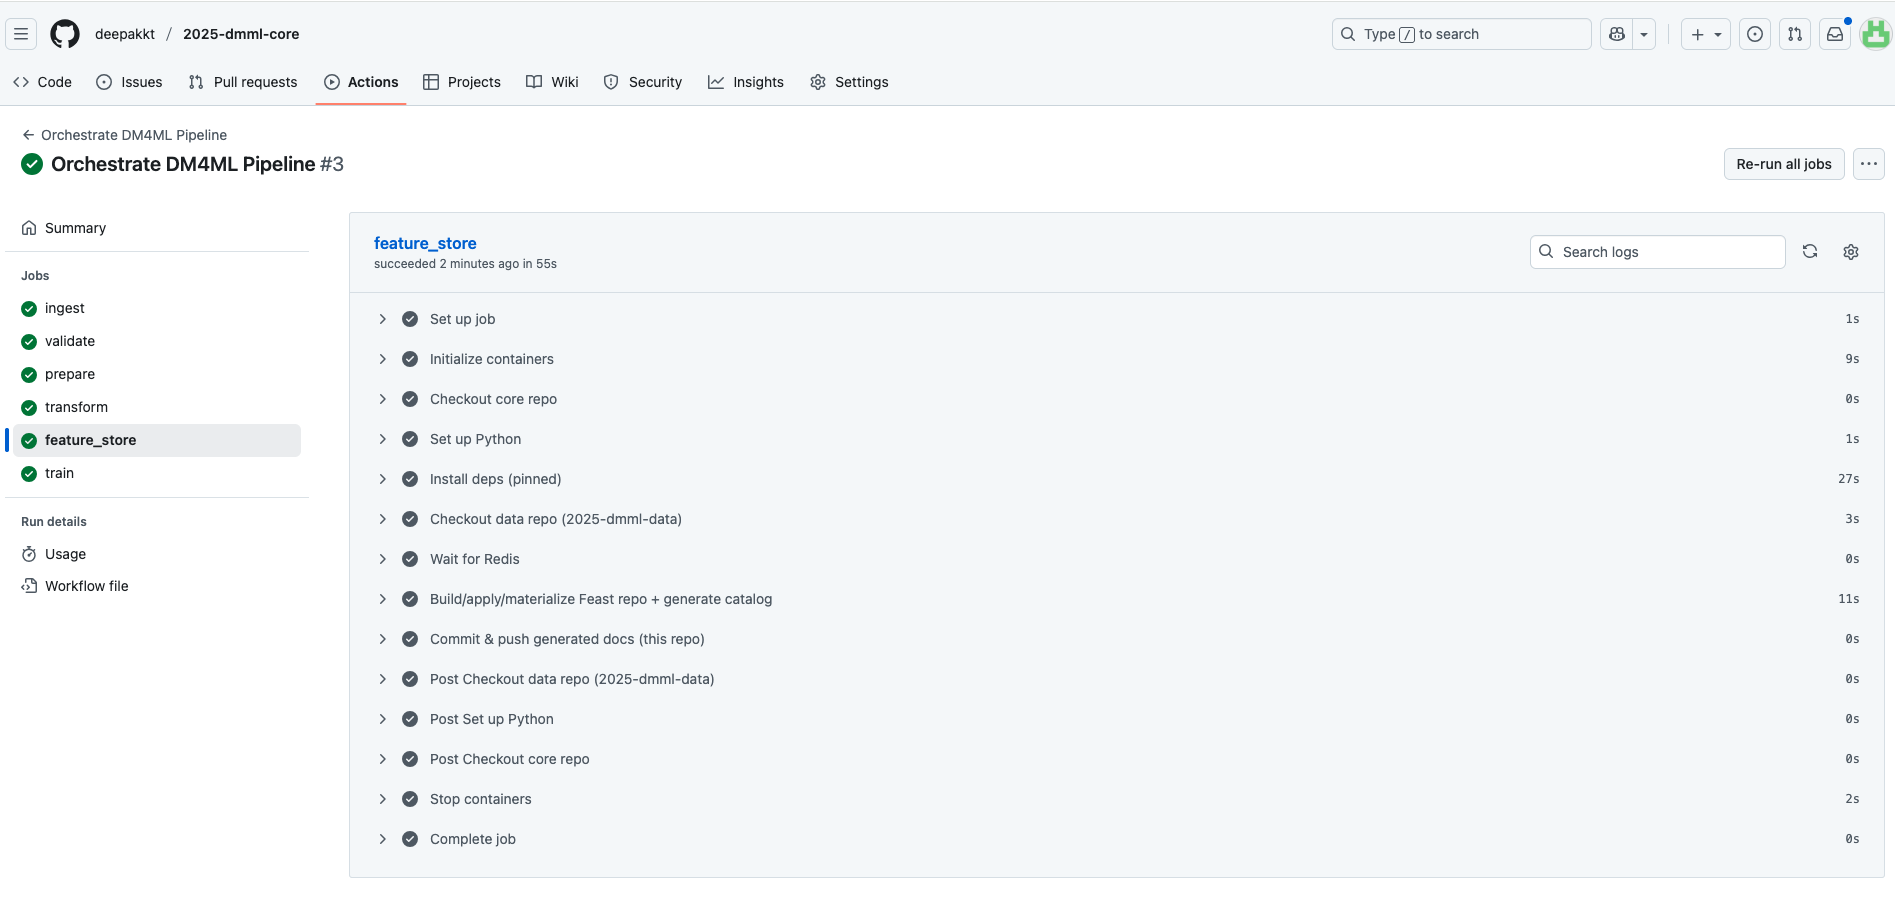 deepakkt / 2025-dmml-core
Type / to search
Code
Issues
Pull requests
Actions
Projects
Wiki
Security
Insights
Settings
Orchestrate DM4ML Pipeline
Orchestrate DM4ML Pipeline #3
Re-run all jobs
Summary
Jobs
ingest
validate
prepare
transform
feature_store
train
Run details
Usage
Workflow file
feature_store
succeeded 2 minutes ago in 55s
Search logs
Set up job 1s
Initialize containers 9s
Checkout core repo 0s
Set up Python 1s
Install deps (pinned) 27s
Checkout data repo (2025-dmml-data) 3s
Wait for Redis 0s
Build/apply/materialize Feast repo + generate catalog 11s
Commit & push generated docs (this repo) 0s
Post Checkout data repo (2025-dmml-data) 0s
Post Set up Python 0s
Post Checkout core repo 0s
Stop containers 2s
Complete job 0s